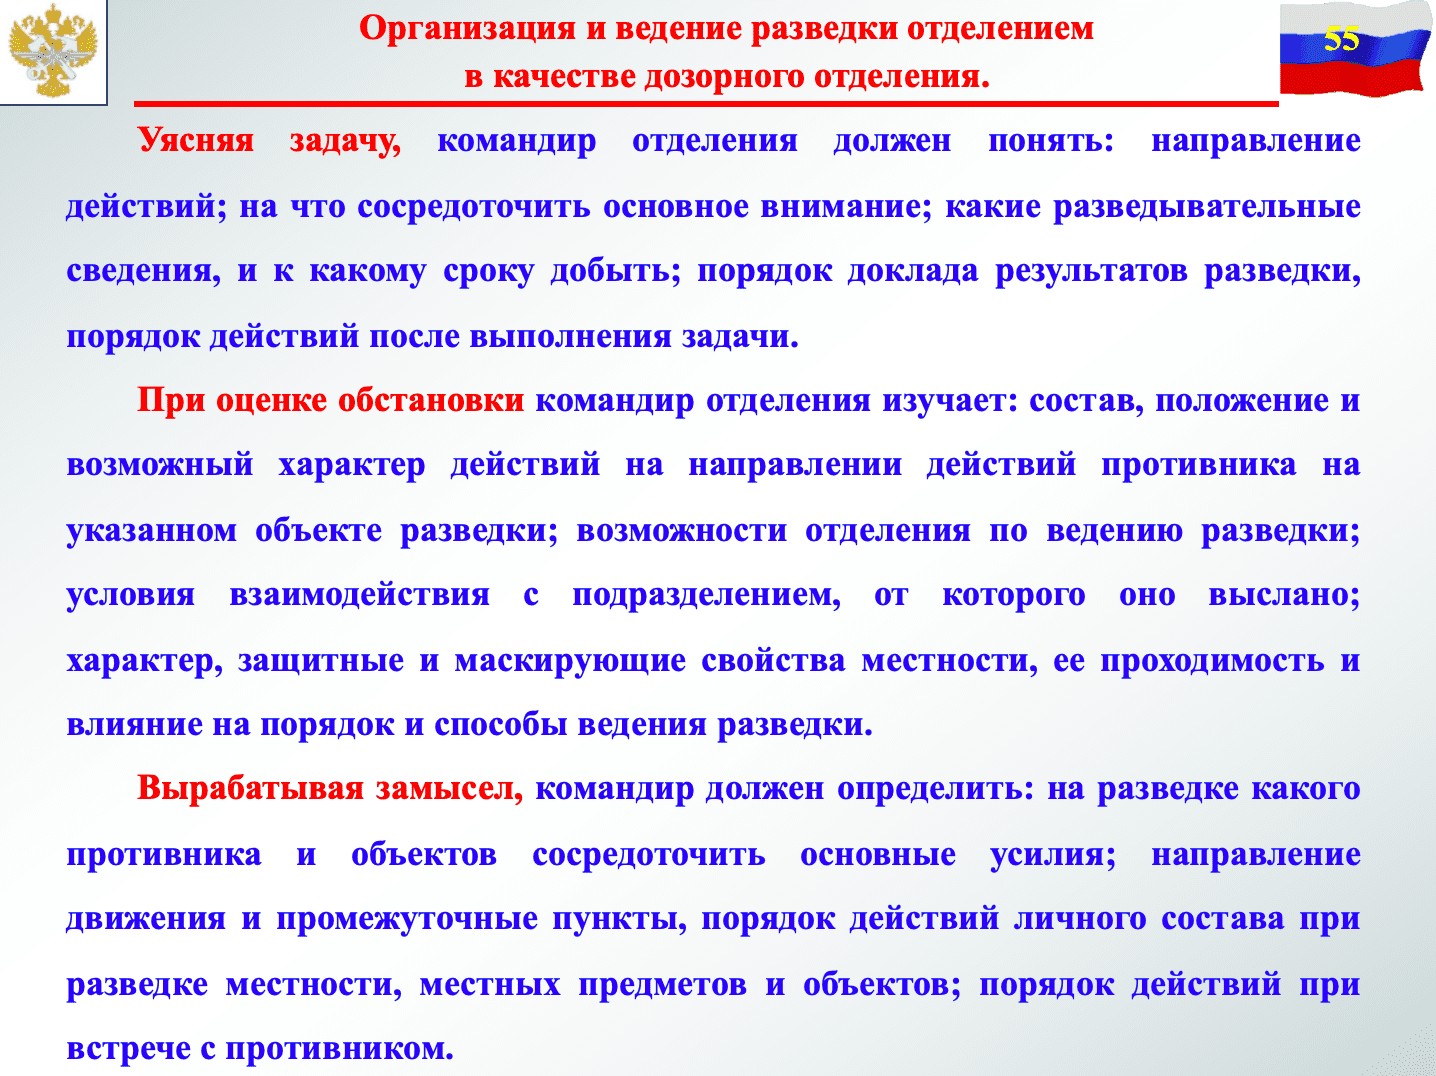 Организация и ведение разведки отделением
в качестве дозорного отделения.
55
Уясняя задачу, командир отделения должен понять: направление
действий; на что сосредоточить основное внимание; какие разведывательные
сведения, и к какому сроку добыть; порядок доклада результатов разведки,
порядок действий после выполнения задачи.
При оценке обстановки командир отделения изучает: состав, положение и
возможный характер действий на направлении действий противника на
указанном объекте разведки; возможности отделения по ведению разведки;
условия взаимодействия с подразделением, от которого оно выслано;
характер, защитные и маскирующие свойства местности, ее проходимость и
влияние на порядок и способы ведения разведки.
Вырабатывая замысел, командир должен определить: на разведке какого
противника и объектов сосредоточить основные усилия; направление
движения и промежуточные пункты, порядок действий личного состава при
разведке местности, местных предметов и объектов; порядок действий при
встрече с противником.